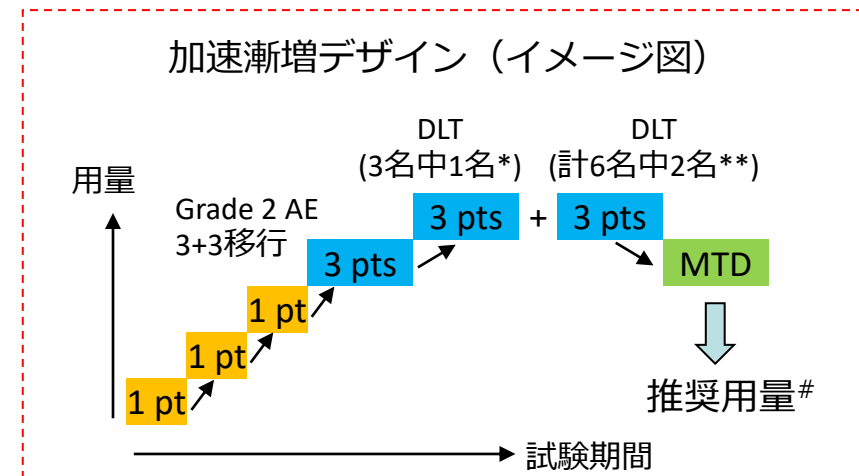 加速漸増デザイン（イメージ図）
DLT
(3名中1名*)
DLT
(計6名中2名**)
用量
Grade 2 AE
3+3移行
3 pts + 3 pts
3 pts
MTD
1 pt
1 pt
1 pt
推奨用量#
試験期間